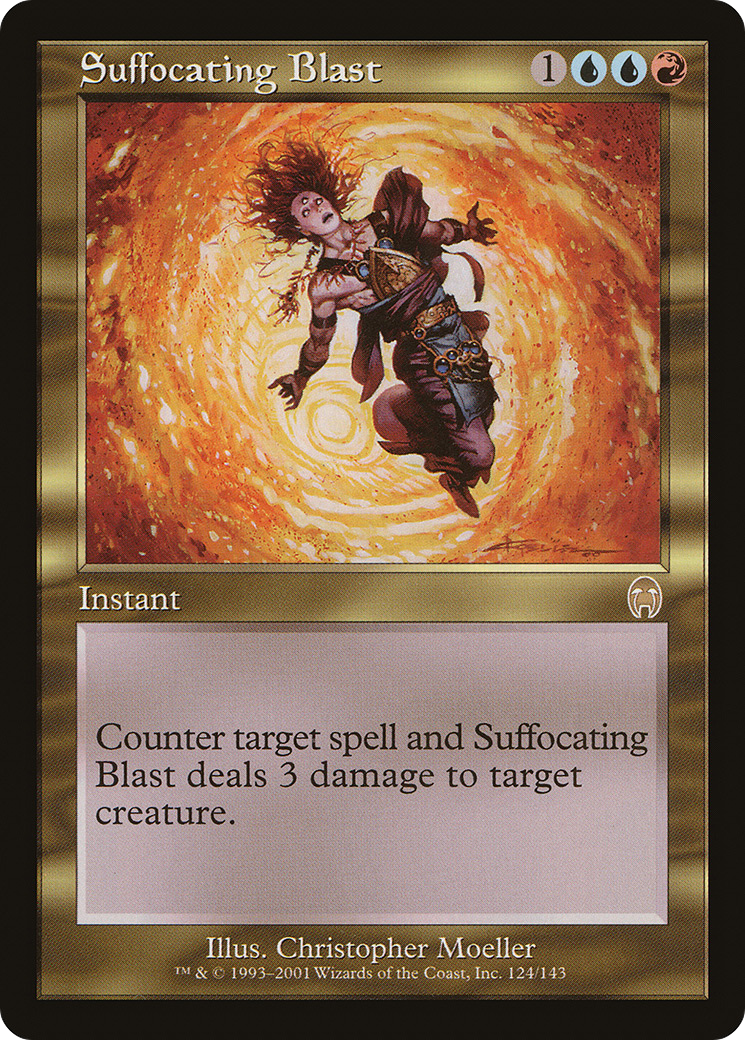 Suffocating Blast
1
Instant
Counter target spell and Suffocating
Blast deals 3 damage to target
creature.
Illus. Christopher Moeller
™ & © 1993–2001 Wizards of the Coast, Inc. 124/143